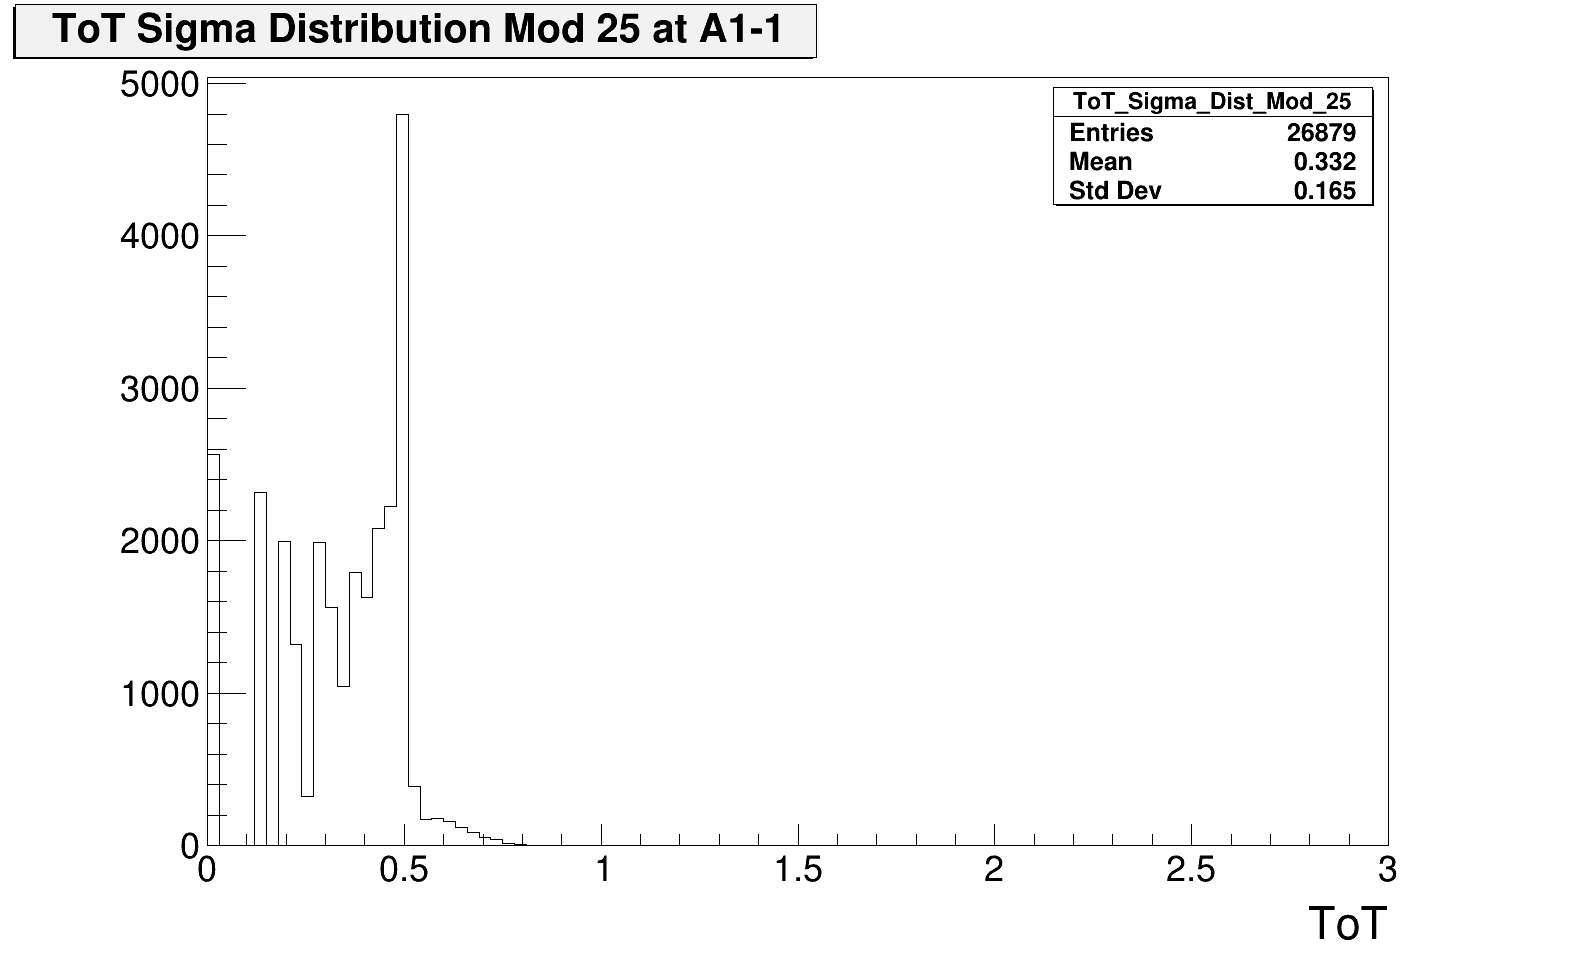 ToT Sigma Distribution Mod 25 at A1-1
ToT_Sigma_Dist_Mod_25
Entries 26879
Mean 0.332
Std Dev 0.165
5000
4000
3000
2000
1000
0
0 0.5 1 1.5 2 2.5 3
ToT